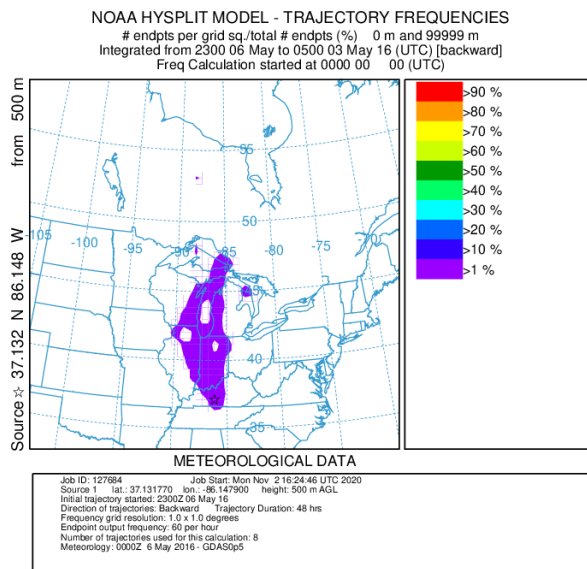 NOAA HYSPLIT MODEL - TRAJECTORY FREQUENCIES
# endpts per grid sq./total # endpts (%) 0 m and 99999 m
Integrated from 2300 06 May to 0500 03 May 16 (UTC) [backward]
Freq Calculation started at 0000 00 00 (UTC)
Source ☆ 37.132 N 86.148 W from 500 m
55
50
-105
-100
-95
-90
-85
-80
-75
-70
45
40
35
>90 %
>80 %
>70 %
>60 %
>50 %
>40 %
>30 %
>20 %
>10 %
>1 %
METEOROLOGICAL DATA
Job ID: 127684 Job Start: Mon Nov 2 16:24:46 UTC 2020
Source 1 lat.: 37.131770 lon.: -86.147900 height: 500 m AGL
Initial trajectory started: 2300Z 06 May 16
Direction of trajectories: Backward Trajectory Duration: 48 hrs
Frequency grid resolution: 1.0 x 1.0 degrees
Endpoint output frequency: 60 per hour
Number of trajectories used for this calculation: 8
Meteorology: 0000Z 6 May 2016 - GDAS0p5